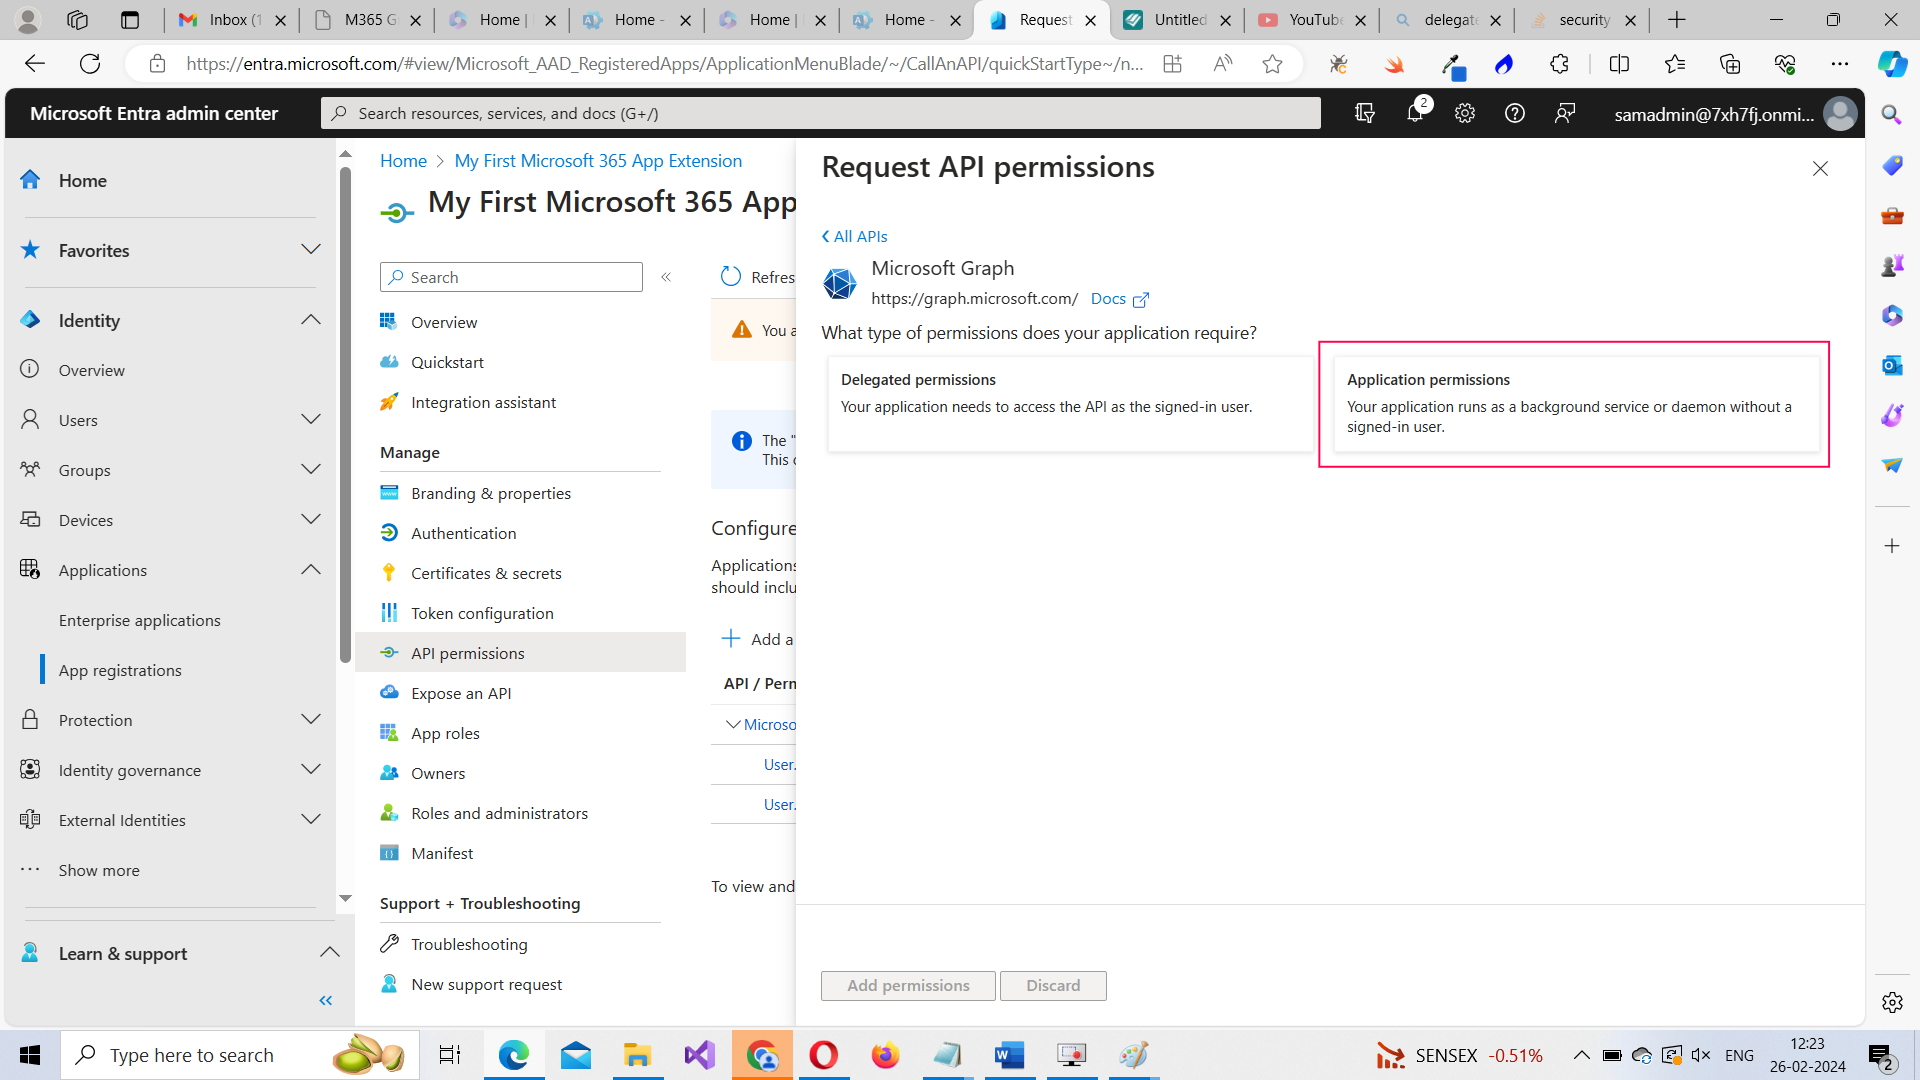 Inbox (1
M365 G
Home |
Home -
Home |
Home -
Request
Untitled
YouTube
delegate
security
https://entra.microsoft.com/#view/Microsoft_AAD_RegisteredApps/ApplicationMenuBlade/~/CallAnAPI/quickStartType~/n...
Microsoft Entra admin center
Search resources, services, and docs (G+/)
2
samadmin@7xh7fj.onmi...
Home
Favorites
Identity
Overview
Users
Groups
Devices
Applications
Enterprise applications
App registrations
Protection
Identity governance
External Identities
Show more
Learn & support
Home > My First Microsoft 365 App Extension
My First Microsoft 365 App
Search
Overview
Quickstart
Integration assistant
Manage
Branding & properties
Authentication
Certificates & secrets
Token configuration
API permissions
Expose an API
App roles
Owners
Roles and administrators
Manifest
Support + Troubleshooting
Troubleshooting
New support request
Refres
You a
The "
This c
Configure
Applications
should inclu
Add a
API / Perm
Microso
User.
User.
To view and
Request API permissions
All APIs
Microsoft Graph
https://graph.microsoft.com/ Docs
What type of permissions does your application require?
Delegated permissions
Your application needs to access the API as the signed-in user.
Application permissions
Your application runs as a background service or daemon without a
signed-in user.
Add permissions
Discard
Type here to search
SENSEX -0.51%
ENG
12:23
26-02-2024
2